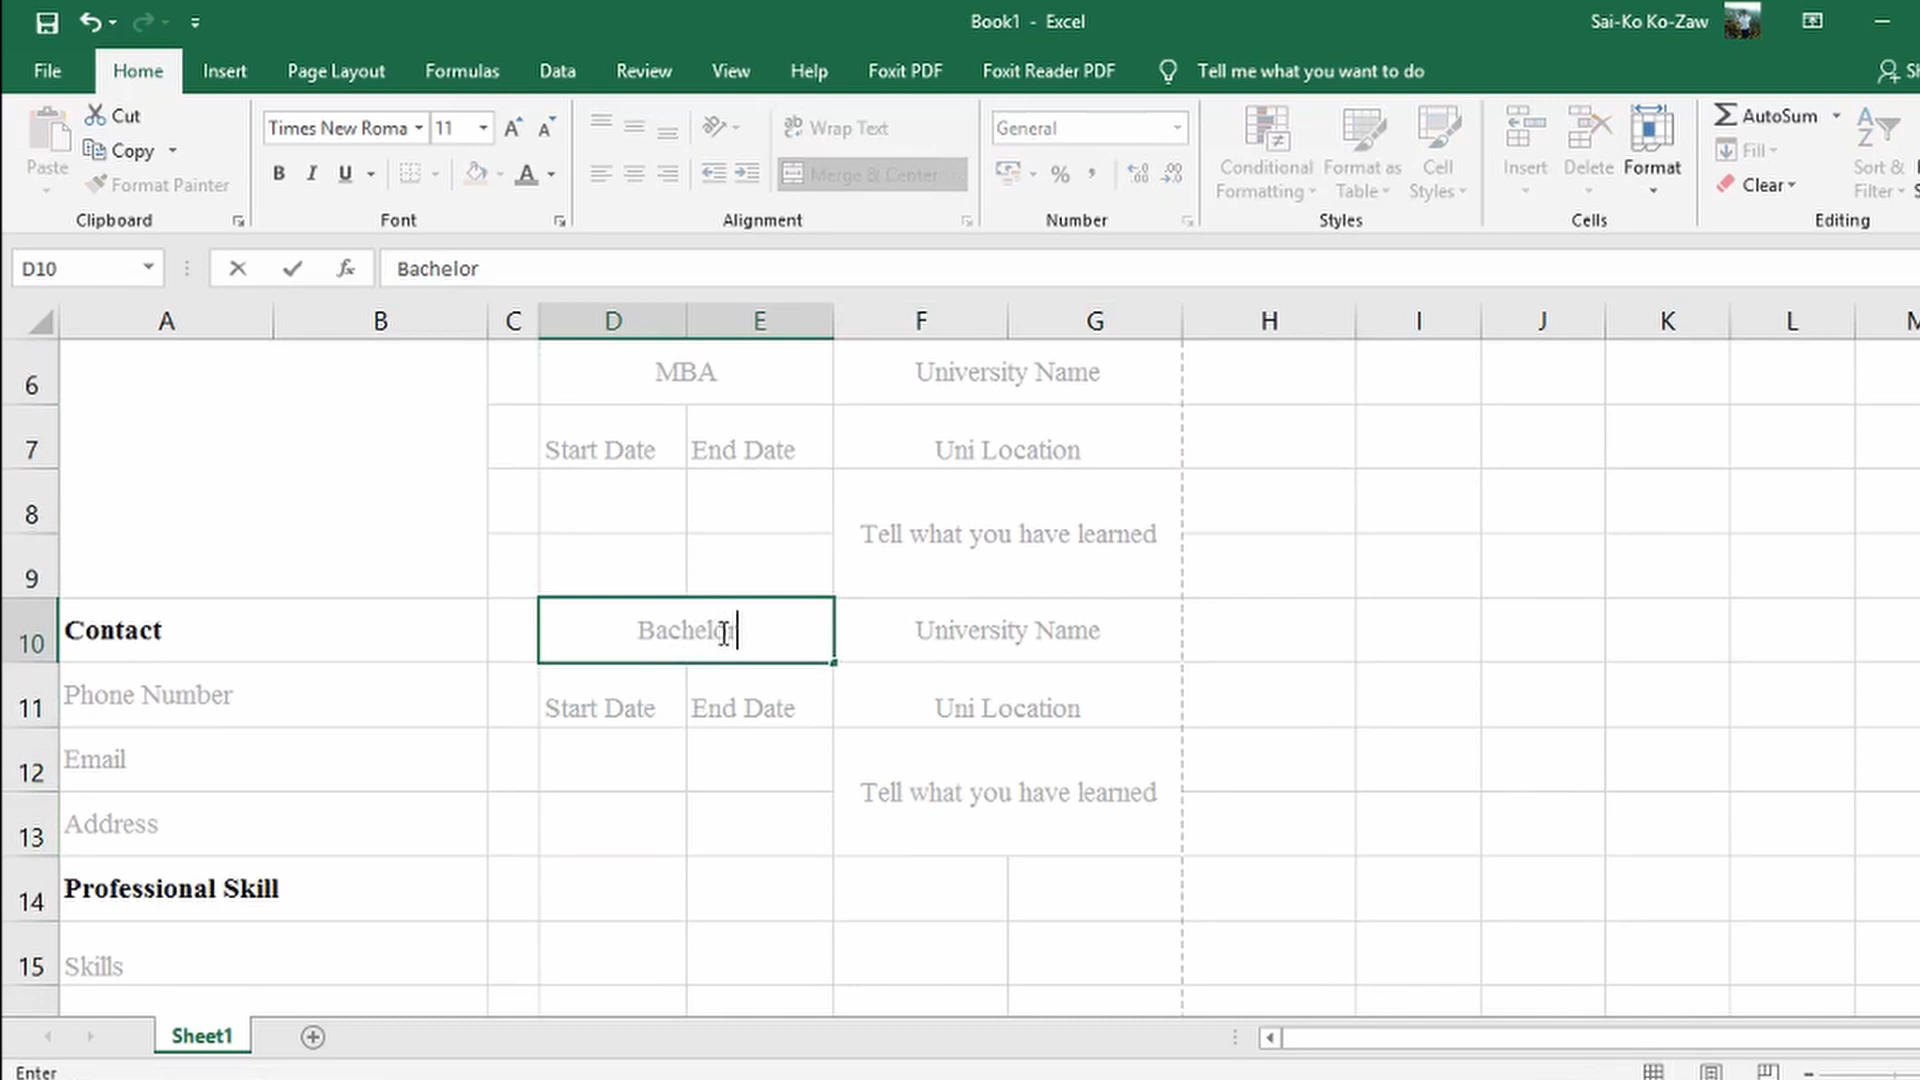 Book1 - Excel
Sai-Ko Ko-Zaw
File Home Insert Page Layout Formulas Data Review View Help Foxit PDF Foxit Reader PDF Tell me what you want to do
Paste
Cut
Copy
Format Painter
Clipboard
Times New Roma 11
B I U
Font
Wrap Text
Merge & Center
Alignment
General
%
Number
Conditional Formatting
Format as Table
Cell Styles
Styles
Insert
Delete
Format
Cells
AutoSum
Fill
Clear
Sort &
Filter
Editing
D10 fx Bachelor
A B C D E F G H I J K L
6 MBA University Name
7 Start Date End Date Uni Location
8 Tell what you have learned
9
10 Contact Bachelor University Name
11 Phone Number Start Date End Date Uni Location
12 Email Tell what you have learned
13 Address
14 Professional Skill
15 Skills
Sheet1
Enter